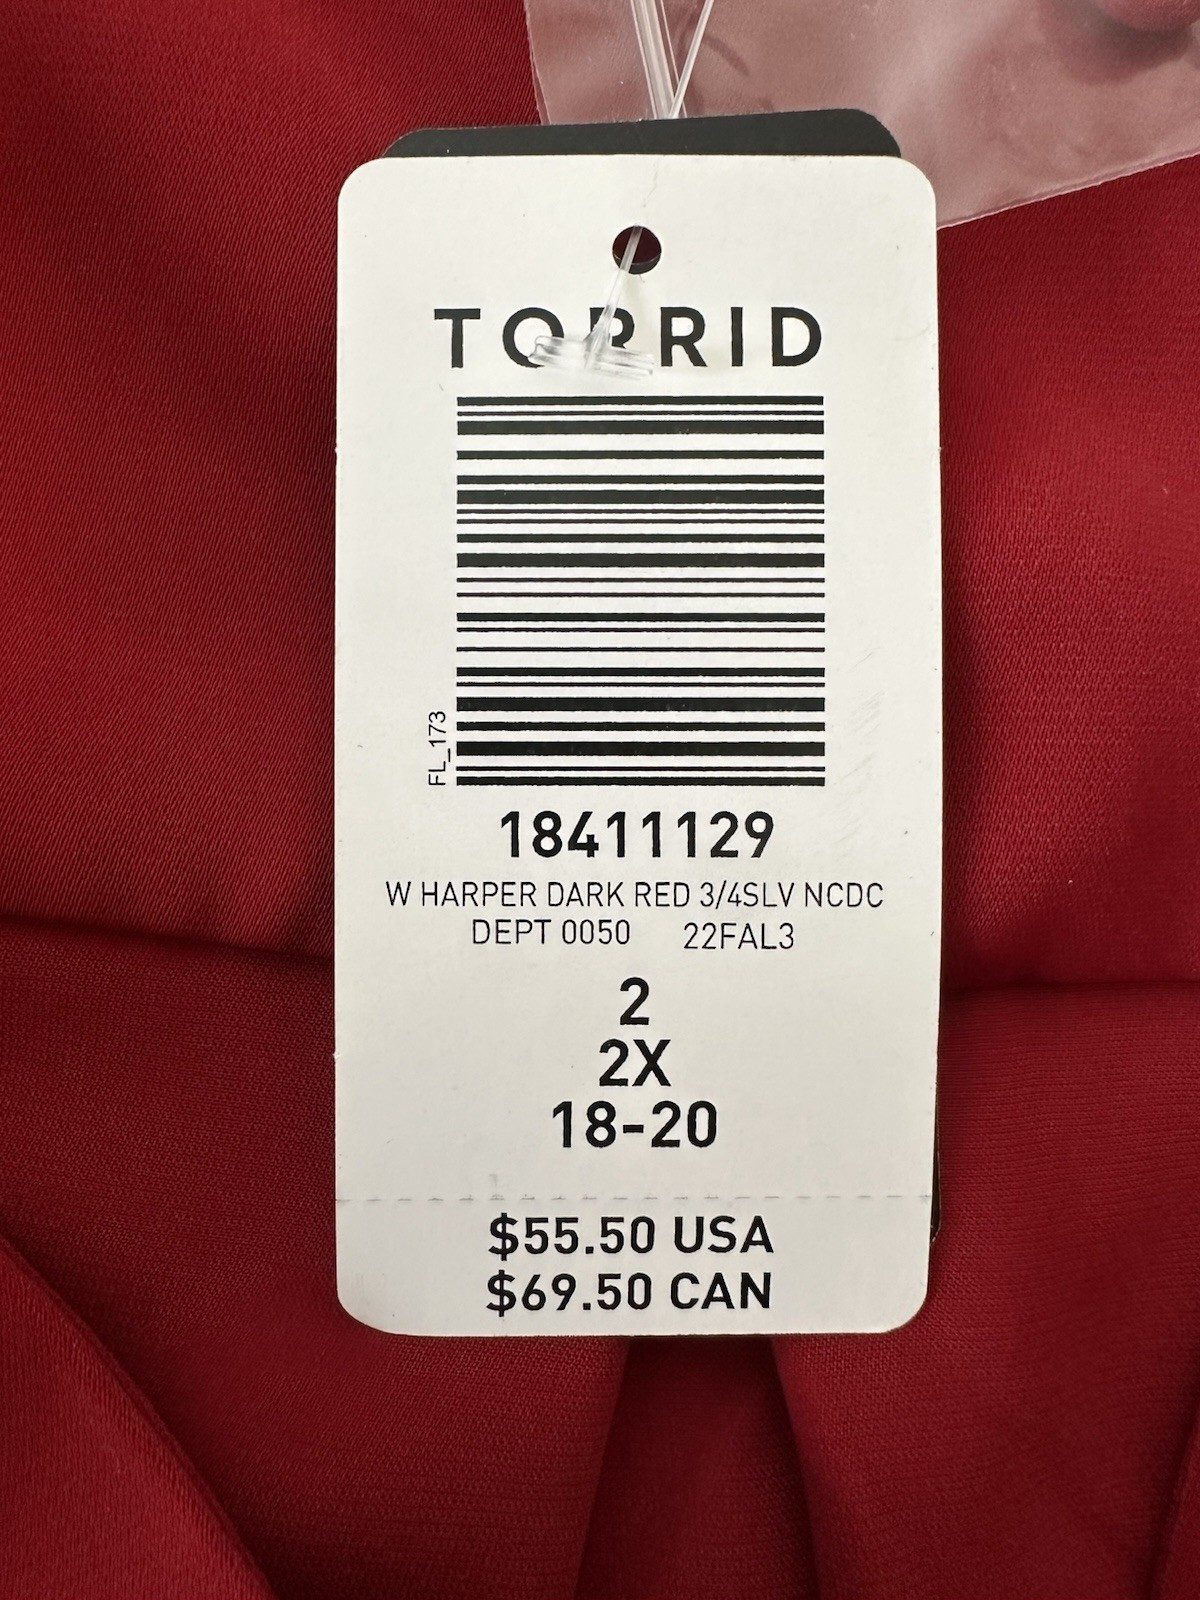 TORRID
FL_173
18411129
W HARPER DARK RED 3/4SLV NCDC
DEPT 0050 22FAL3
2
2X
18-20
$55.50 USA
$69.50 CAN